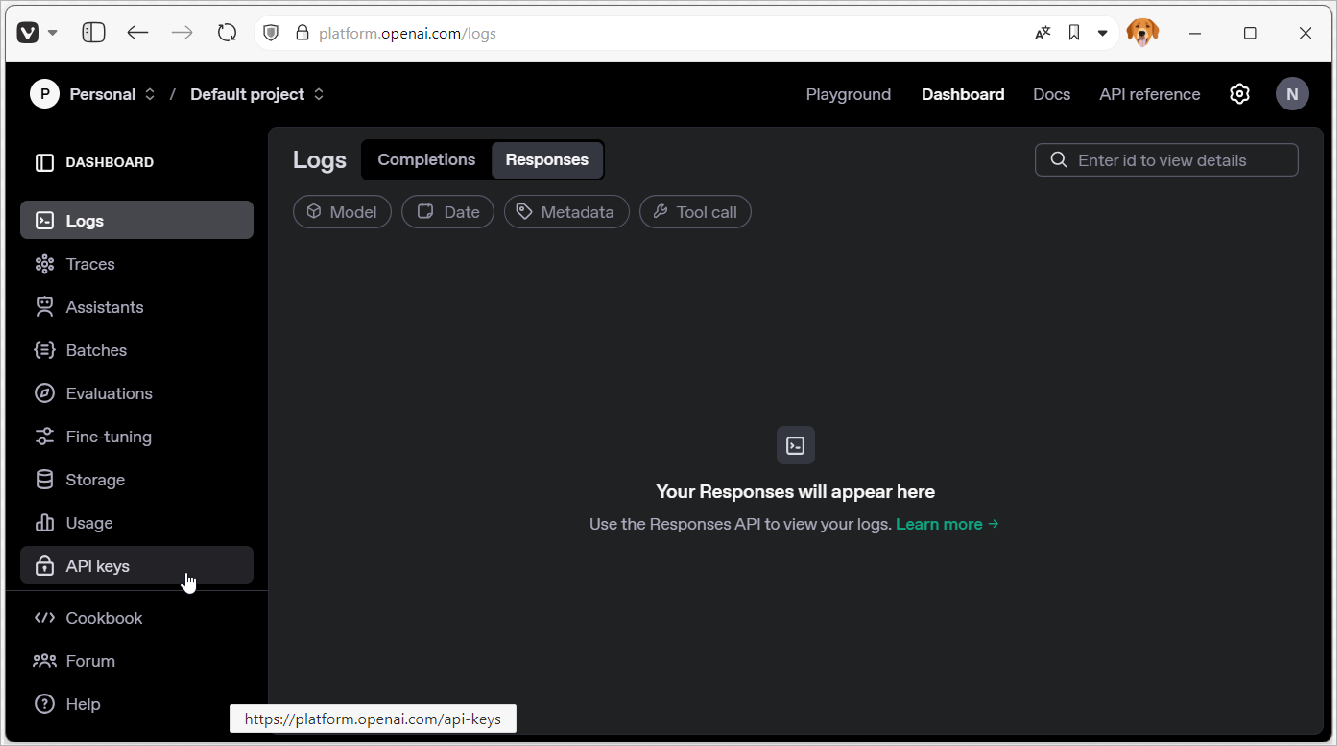 platform.openai.com/logs
P Personal / Default project Playground Dashboard Docs API reference N
DASHBOARD
Logs
Traces
Assistants
Batches
Evaluations
Fine-tuning
Storage
Usage
API keys
Cookbook
Forum
Help
Logs Completions Responses Enter id to view details
Model Date Metadata Tool call
Your Responses will appear here
Use the Responses API to view your logs. Learn more →
https://platform.openai.com/api-keys